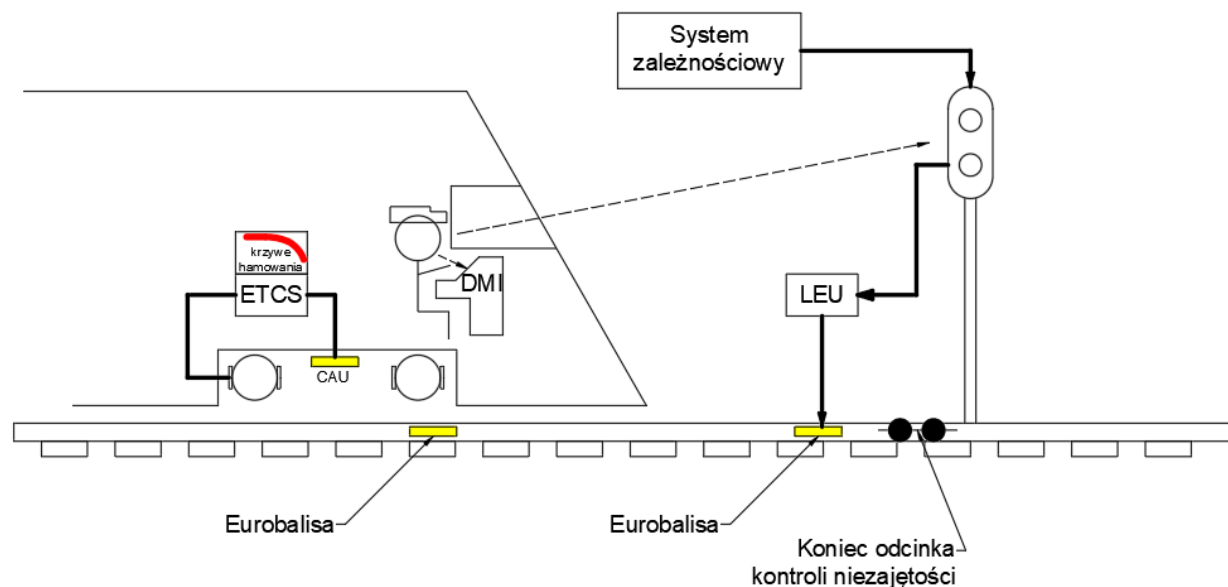 System
zależnościowy
krzywe
hamowania
ETCS
DMI
LEU
CAU
Eurobalisa
Eurobalisa
Koniec odcinka
kontroli niezajętości